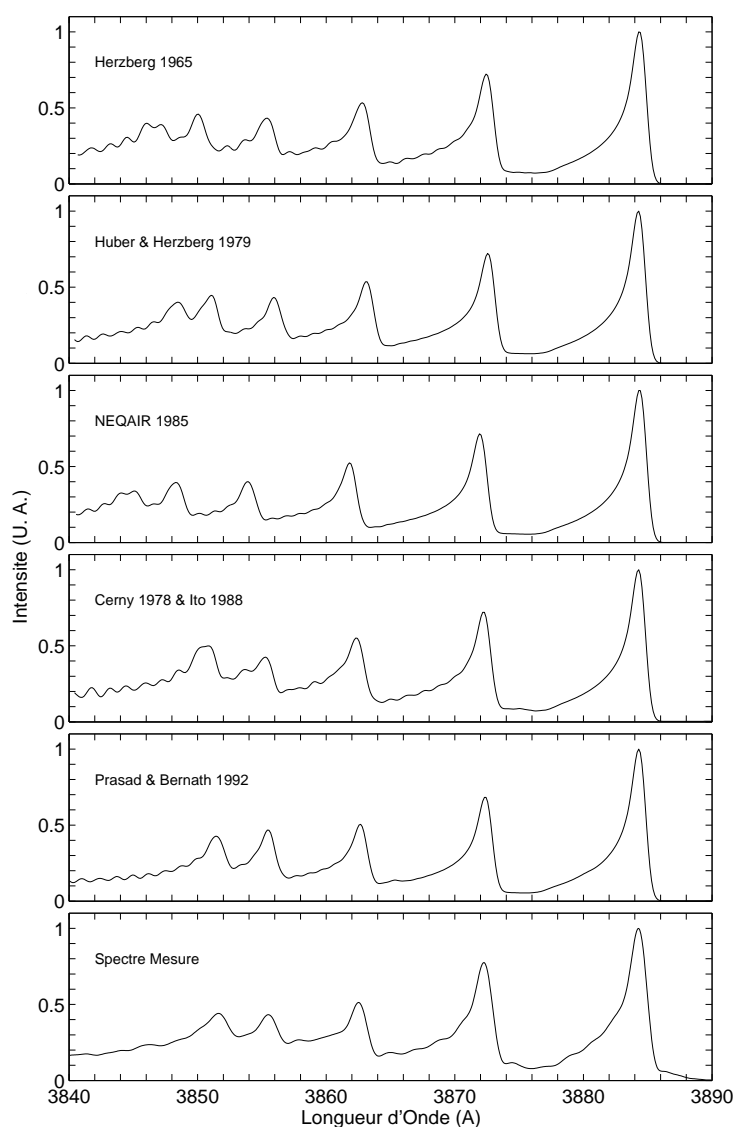 1
Herzberg 1965
0.5
0
1
Huber & Herzberg 1979
0.5
0
1
NEQAIR 1985
0.5
0
1
Cerny 1978 & Ito 1988
0.5
0
1
Prasad & Bernath 1992
0.5
0
1
Spectre Mesure
0.5
0
Intensite (U. A.)
3840 3850 3860 3870 3880 3890
Longueur d'Onde (A)